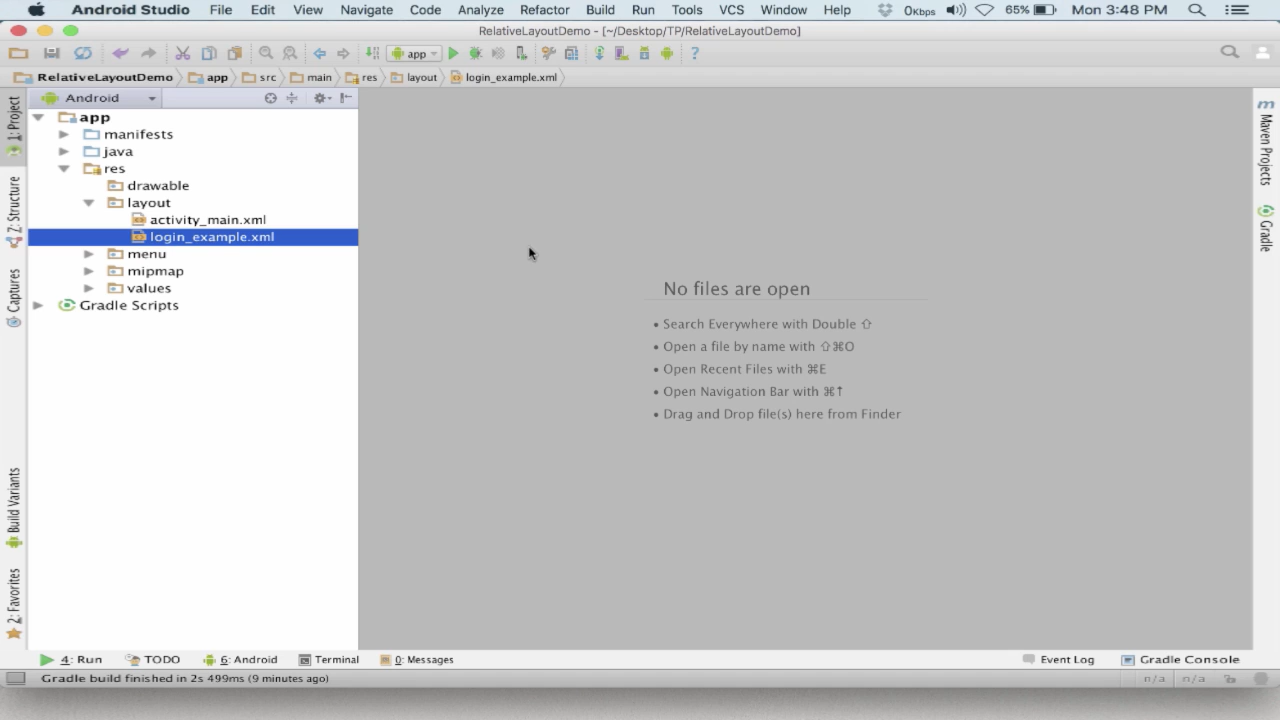 Android Studio File Edit View Navigate Code Analyze Refactor Build Run Tools VCS Window Help 0Kbps 65% Mon 3:48 PM
RelativeLayoutDemo - [~/Desktop/TP/RelativeLayoutDemo]
app
RelativeLayoutDemo app src main res layout login_example.xml
Android
app
manifests
java
res
drawable
layout
activity_main.xml
login_example.xml
menu
mipmap
values
Gradle Scripts
1: Project
Z: Structure
Captures
Build Variants
2: Favorites
No files are open
• Search Everywhere with Double ⇧
• Open a file by name with ⇧⌘O
• Open Recent Files with ⌘E
• Open Navigation Bar with ⌘↑
• Drag and Drop file(s) here from Finder
m Maven Projects
Gradle
4: Run TODO 6: Android Terminal 0: Messages Event Log Gradle Console
Gradle build finished in 2s 499ms (9 minutes ago) n/a n/a